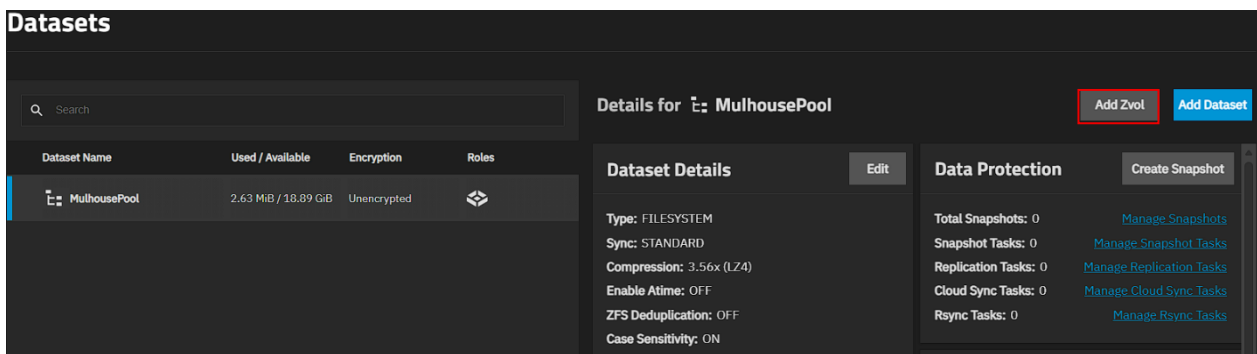 Datasets
Search
Details for MulhousePool
Add Zvol
Add Dataset
Dataset Name Used / Available Encryption Roles
MulhousePool 2.63 MiB / 18.89 GiB Unencrypted
Dataset Details
Edit
Type: FILESYSTEM
Sync: STANDARD
Compression: 3.56x (LZ4)
Enable Atime: OFF
ZFS Deduplication: OFF
Case Sensitivity: ON
Data Protection
Create Snapshot
Total Snapshots: 0 Manage Snapshots
Snapshot Tasks: 0 Manage Snapshot Tasks
Replication Tasks: 0 Manage Replication Tasks
Cloud Sync Tasks: 0 Manage Cloud Sync Tasks
Rsync Tasks: 0 Manage Rsync Tasks